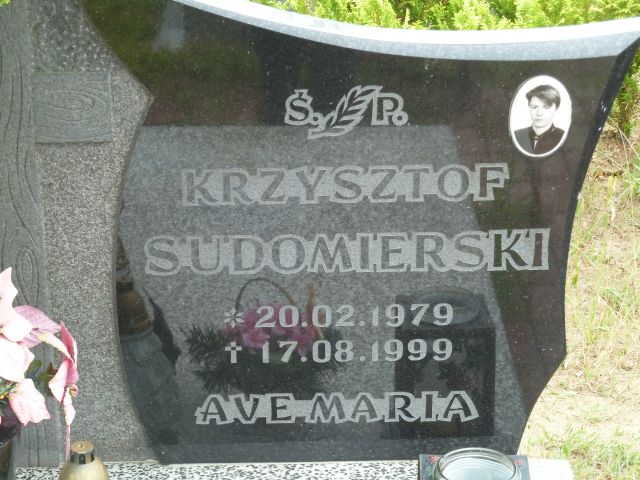 Ś. P.
KRZYSZTOF
SUDOMIERSKI
* 20.02.1979
† 17.08.1999
AVE MARIA